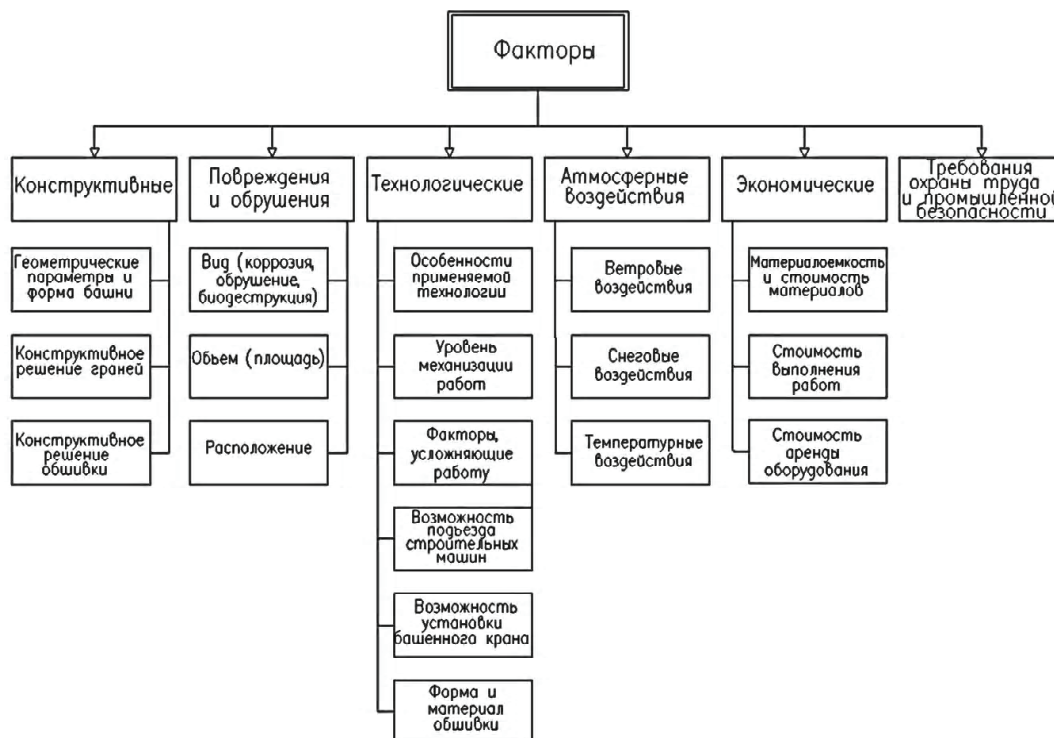 Факторы
Конструктивные
Повреждения
и обрушения
Технологические
Атмосферные
воздействия
Экономические
Требования
охраны труда
и промышленной
безопасности
Геометрические
параметры и
форма башни
Конструктивное
решение граней
Конструктивное
решение
обшивки
Вид (коррозия,
обрушение,
биодеструкция)
Объем (площадь)
Расположение
Особенности
применяемой
технологии
Уровень
механизации
работ
Факторы,
усложняющие
работу
Возможность
подъезда
строительных
машин
Возможность
установки
башенного крана
Форма и
материал
обшивки
Ветровые
воздействия
Снеговые
воздействия
Температурные
воздействия
Материалоемкость
и стоимость
материалов
Стоимость
выполнения
работ
Стоимость
аренды
оборудования